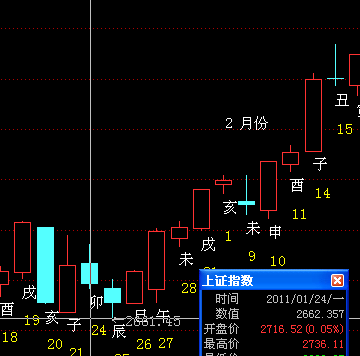 2 月份
丑
15
子
14
酉
11
亥
1
未
9
申
10
戌
未
28
午
27
26
辰
←2661.45
卯
24
子
21
亥
20
戌
19
酉
18
上证指数
时间 2011/01/24/一
数值 2662.357
开盘价 2716.52(0.05%)
最高价 2736.11